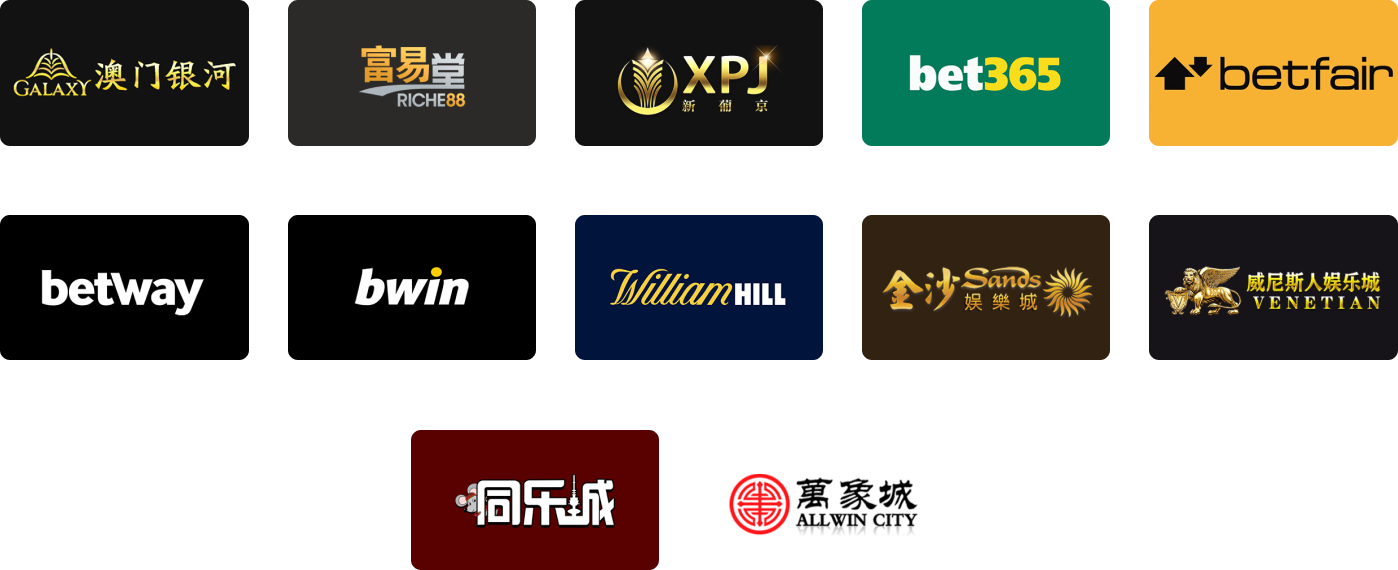 GALAXY 澳门银河
富易堂
RICHE88
XPJ
新葡京
bet365
betfair
betway
bwin
William HILL
金沙 Sands
娱樂城
威尼斯人娱乐城
VENETIAN
同乐城
萬象城
ALLWIN CITY